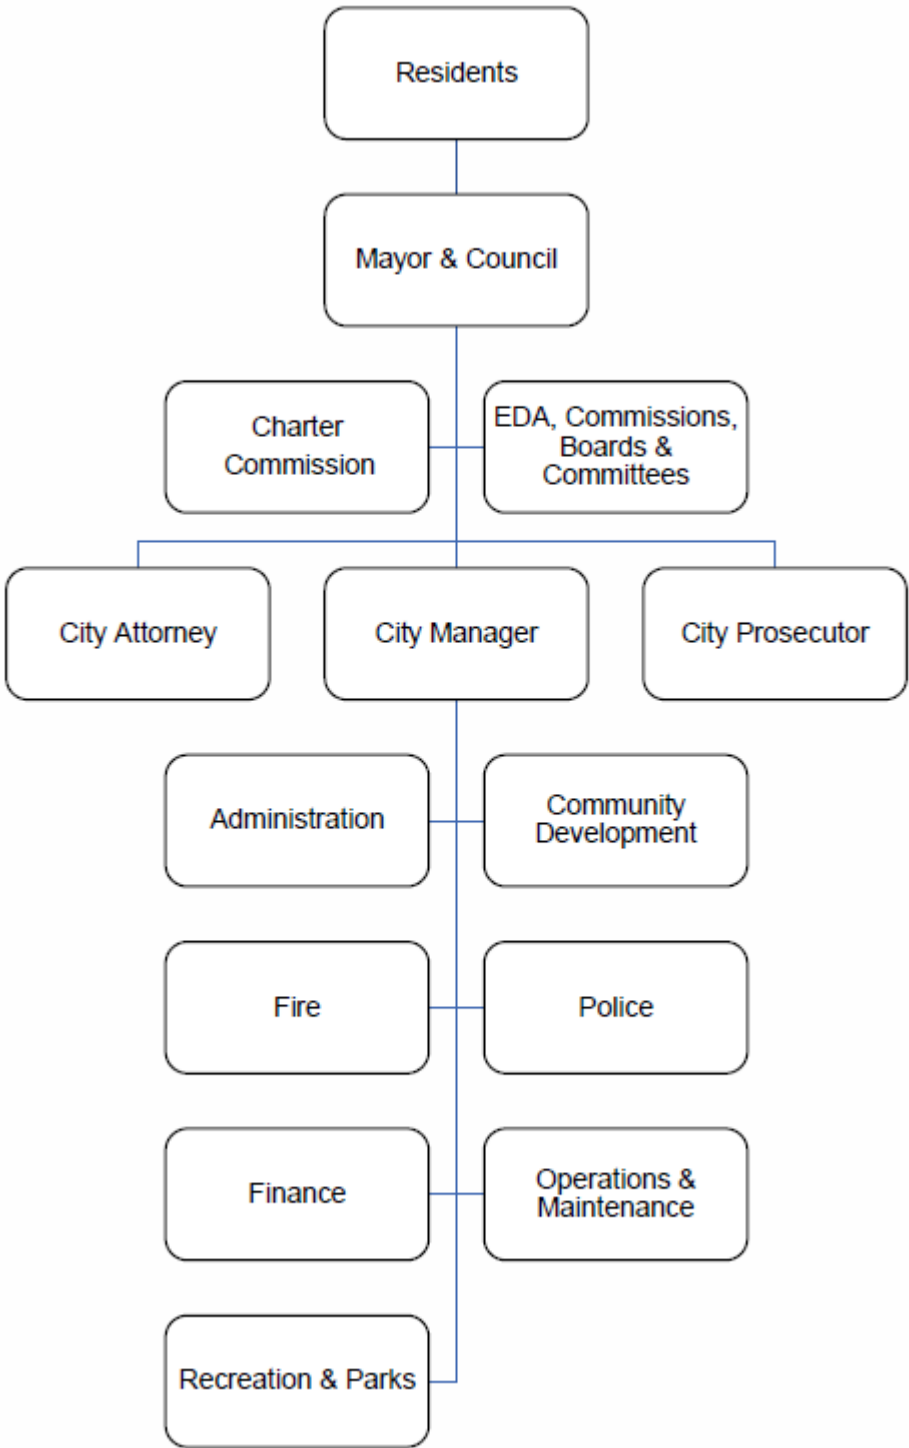 Residents
Mayor & Council
Charter
Commission
EDA, Commissions,
Boards &
Committees
City Attorney
City Manager
City Prosecutor
Administration
Community
Development
Fire
Police
Finance
Operations &
Maintenance
Recreation & Parks